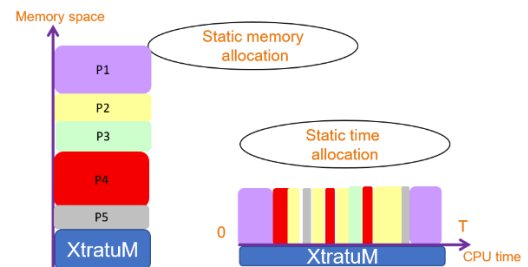 Memory space
Static memory
allocation
P1
P2
P3
P4
P5
XtratuM
Static time
allocation
0
T
XtratuM
CPU time